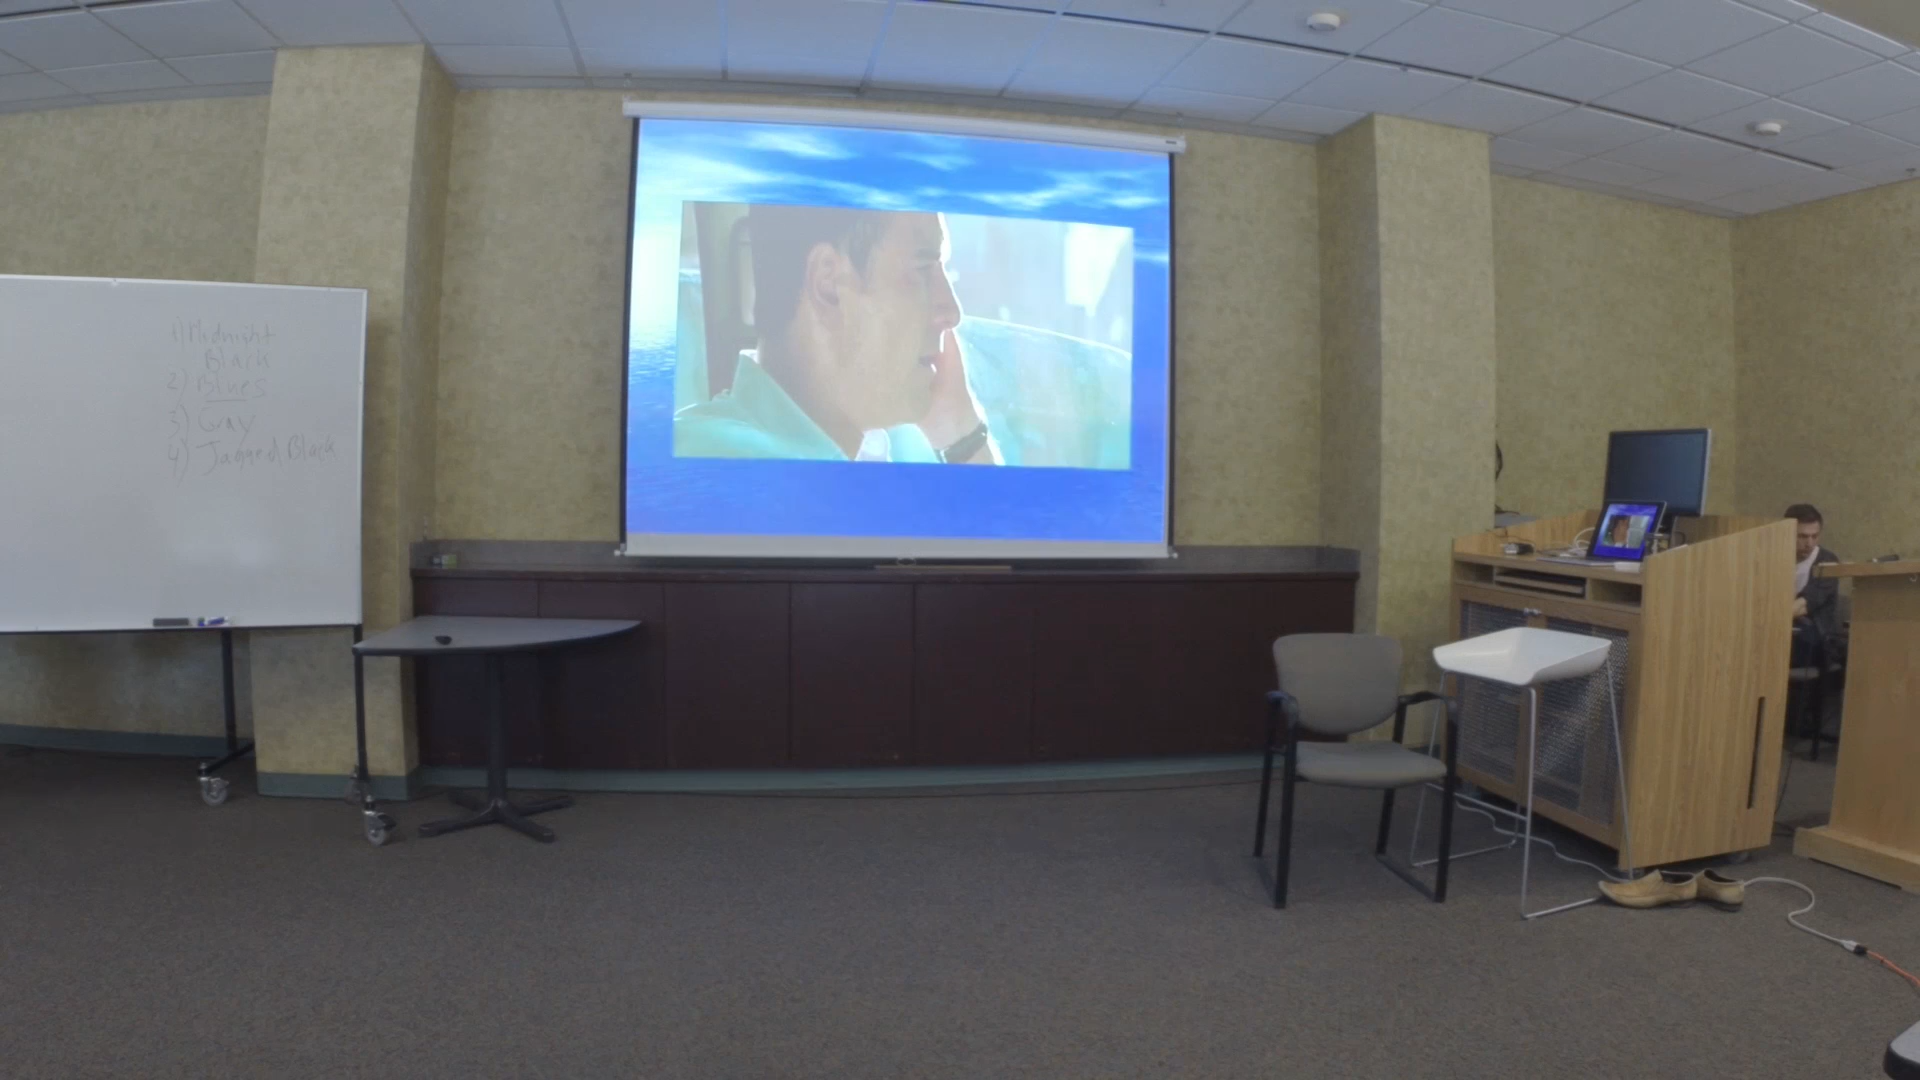 1) Midnight
Black
2) Blues
3) Gray
4) Jagged Black